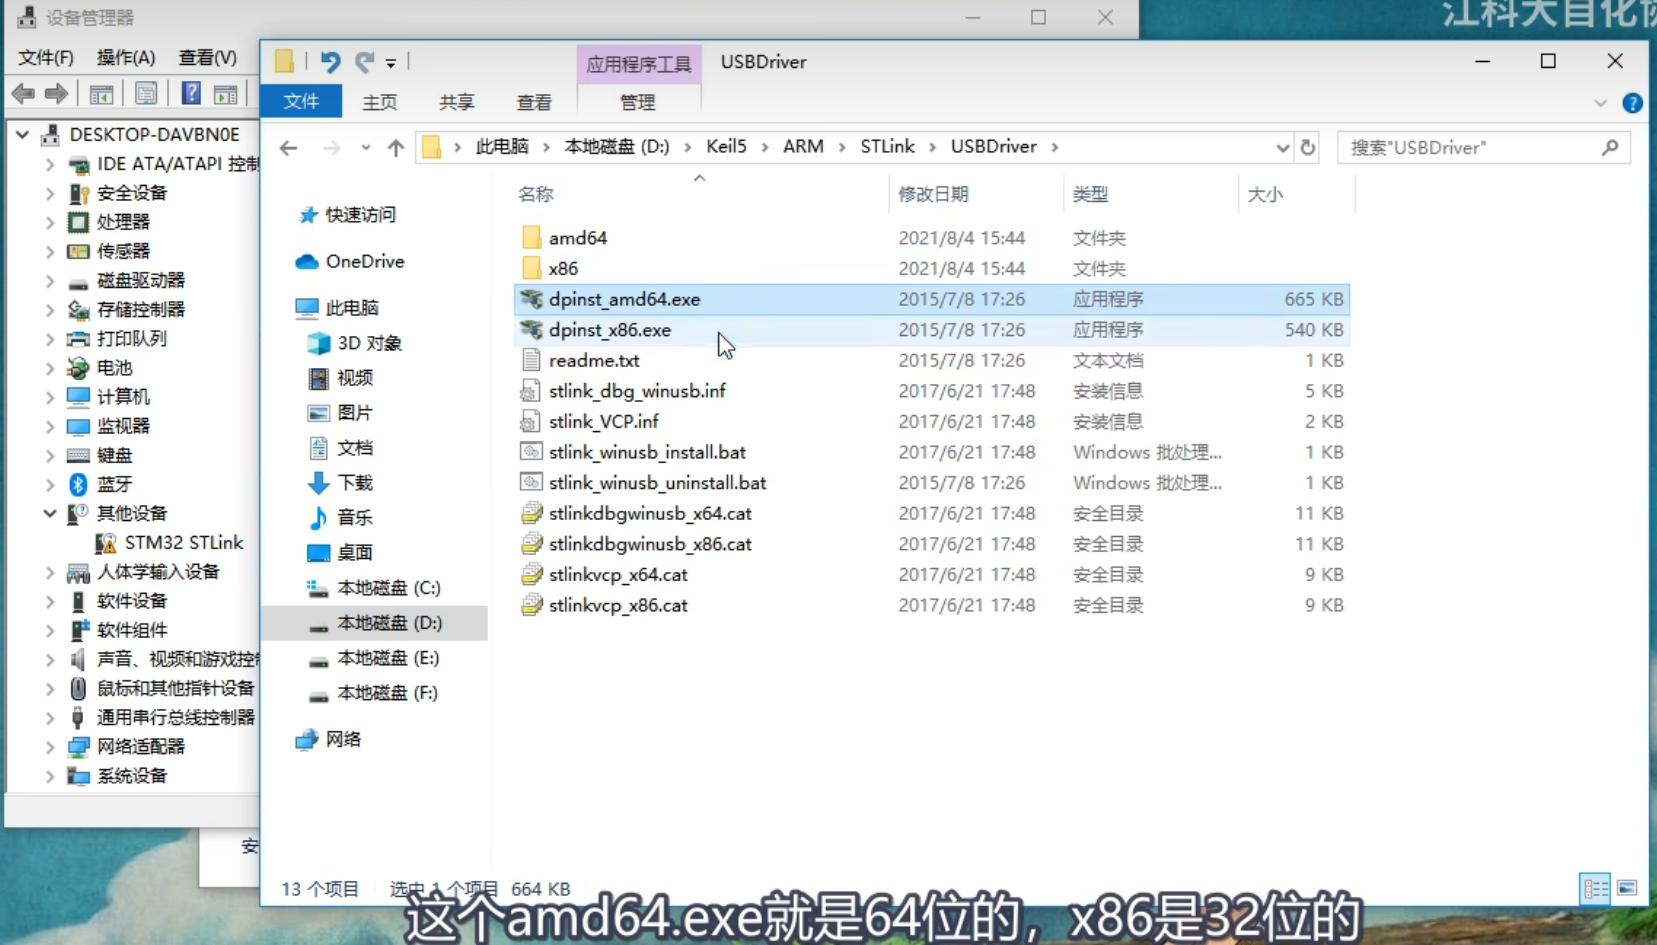 设备管理器
江科大自化协
文件(F) 操作(A) 查看(V)
DESKTOP-DAVBN0E
IDE ATA/ATAPI 控制
安全设备
处理器
传感器
磁盘驱动器
存储控制器
打印队列
电池
计算机
监视器
键盘
蓝牙
其他设备
STM32 STLink
人体学输入设备
软件设备
软件组件
声音、视频和游戏控制
鼠标和其他指针设备
通用串行总线控制器
网络适配器
系统设备
安
应用程序工具 USBDriver
文件 主页 共享 查看 管理
此电脑 本地磁盘 (D:) Keil5 ARM STLink USBDriver
搜索"USBDriver"
快速访问
OneDrive
此电脑
3D 对象
视频
图片
文档
下载
音乐
桌面
本地磁盘 (C:)
本地磁盘 (D:)
本地磁盘 (E:)
本地磁盘 (F:)
网络
名称 修改日期 类型 大小
amd64 2021/8/4 15:44 文件夹
x86 2021/8/4 15:44 文件夹
dpinst_amd64.exe 2015/7/8 17:26 应用程序 665 KB
dpinst_x86.exe 2015/7/8 17:26 应用程序 540 KB
readme.txt 2015/7/8 17:26 文本文档 1 KB
stlink_dbg_winusb.inf 2017/6/21 17:48 安装信息 5 KB
stlink_VCP.inf 2017/6/21 17:48 安装信息 2 KB
stlink_winusb_install.bat 2017/6/21 17:48 Windows 批处理... 1 KB
stlink_winusb_uninstall.bat 2015/7/8 17:26 Windows 批处理... 1 KB
stlinkdbgwinusb_x64.cat 2017/6/21 17:48 安全目录 11 KB
stlinkdbgwinusb_x86.cat 2017/6/21 17:48 安全目录 11 KB
stlinkvcp_x64.cat 2017/6/21 17:48 安全目录 9 KB
stlinkvcp_x86.cat 2017/6/21 17:48 安全目录 9 KB
13 个项目 选中 1 个项目 664 KB
这个amd64.exe就是64位的，x86是32位的